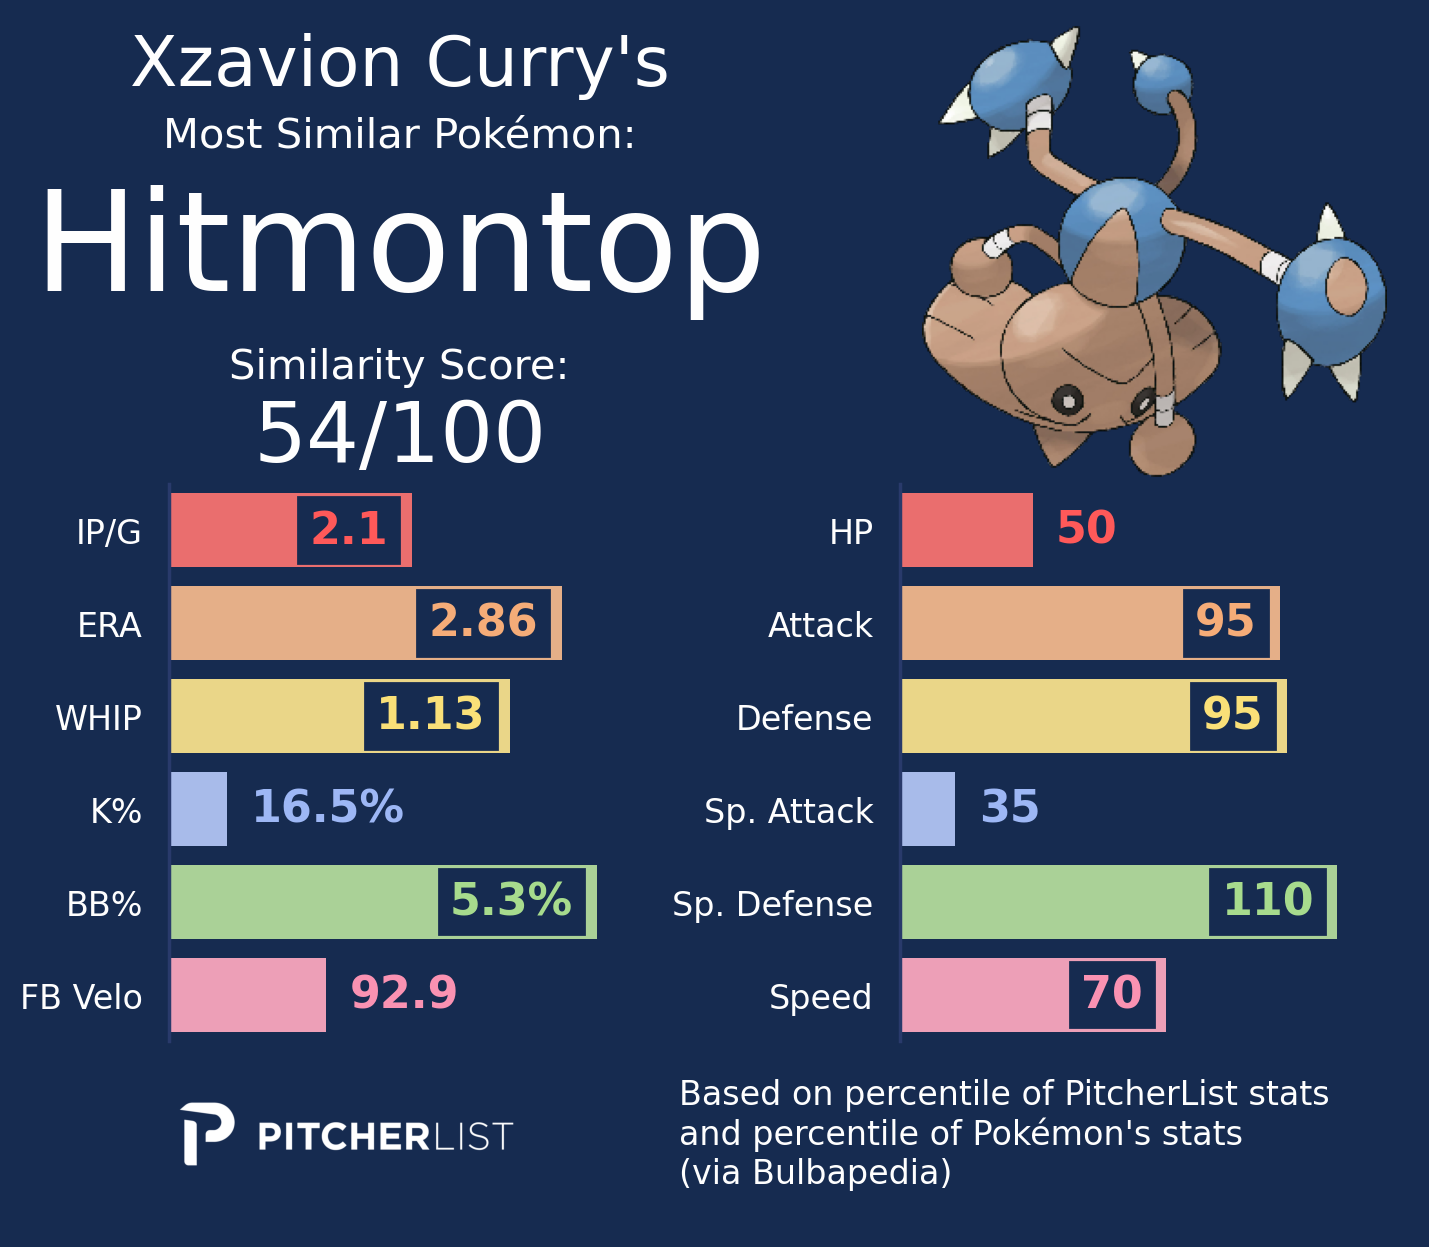 Xzavion Curry's
Most Similar Pokémon:
Hitmontop
Similarity Score:
54/100
IP/G 2.1
ERA 2.86
WHIP 1.13
K% 16.5%
BB% 5.3%
FB Velo 92.9
HP 50
Attack 95
Defense 95
Sp. Attack 35
Sp. Defense 110
Speed 70
PITCHERLIST
Based on percentile of PitcherList stats
and percentile of Pokémon's stats
(via Bulbapedia)